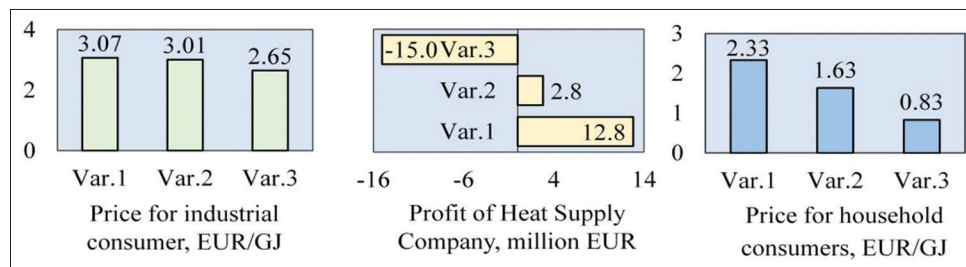 4
3.07
3.01
2.65
2
0
Var.1 Var.2 Var.3
Price for industrial
consumer, EUR/GJ
-15.0 Var.3
Var.2 2.8
Var.1 12.8
-16 -6 4 14
Profit of Heat Supply
Company, million EUR
3
2.33
2
1.63
1
0.83
0
Var.1 Var.2 Var.3
Price for household
consumers, EUR/GJ